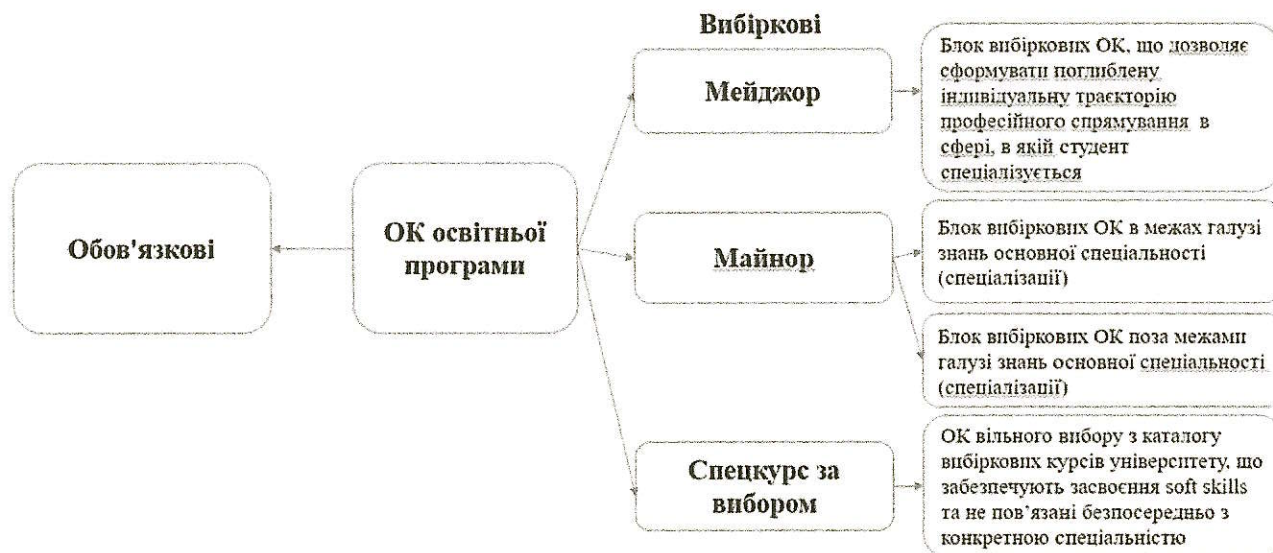 Вибіркові
Обов'язкові
ОК освітньої
програми
Мейджор
Блок вибіркових ОК, що дозволяє
сформувати поглиблену
індивідуальну траєкторію
професійного спрямування в
сфері, в якій студент
спеціалізується
Майнор
Блок вибіркових ОК в межах галузі
знань основної спеціальності
(спеціалізації)
Блок вибіркових ОК поза межами
галузі знань основної спеціальності
(спеціалізації)
Спецкурс за
вибором
ОК вільного вибору з каталогу
вибіркових курсів університету, що
забезпечують засвоєння soft skills
та не пов’язані безпосередньо з
конкретною спеціальністю